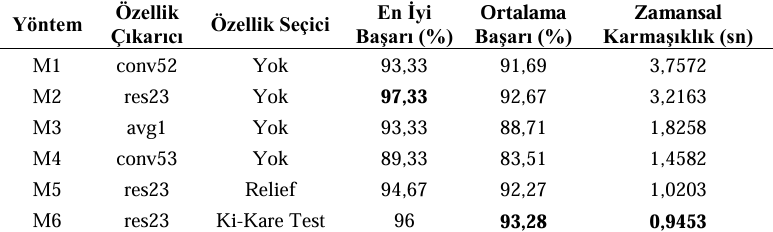 Yöntem Özellik Çıkarıcı Özellik Seçici En İyi Başarı (%) Ortalama Başarı (%) Zamansal Karmaşıklık (sn)
M1 conv52 Yok 93,33 91,69 3,7572
M2 res23 Yok 97,33 92,67 3,2163
M3 avg1 Yok 93,33 88,71 1,8258
M4 conv53 Yok 89,33 83,51 1,4582
M5 res23 Relief 94,67 92,27 1,0203
M6 res23 Ki-Kare Test 96 93,28 0,9453